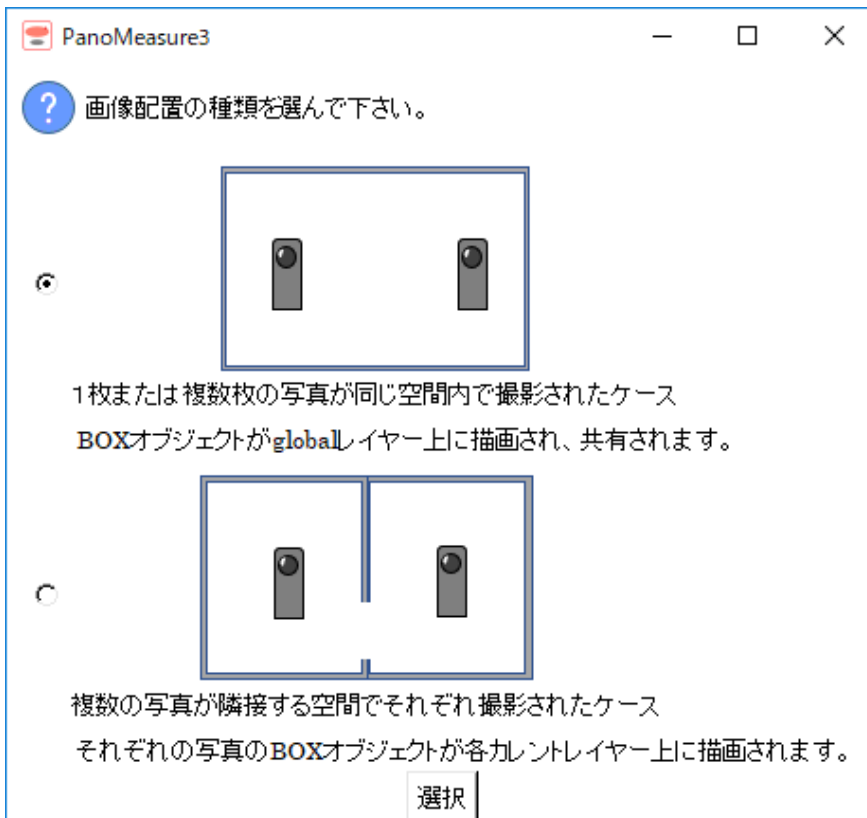 PanoMeasure3
画像配置の種類を選んで下さい。
1枚または複数枚の写真が同じ空間内で撮影されたケース
BOXオブジェクトがglobalレイヤー上に描画され、共有されます。
複数の写真が隣接する空間でそれぞれ撮影されたケース
それぞれの写真のBOXオブジェクトが各カレントレイヤー上に描画されます。
選択